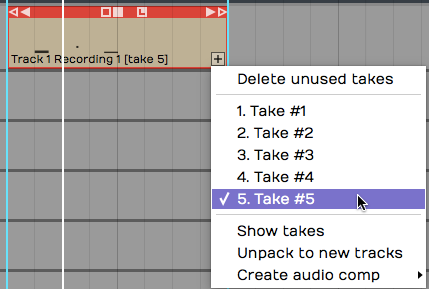 Track 1 Recording 1 [take 5]
Delete unused takes
1. Take #1
2. Take #2
3. Take #3
4. Take #4
✓ 5. Take #5
Show takes
Unpack to new tracks
Create audio comp